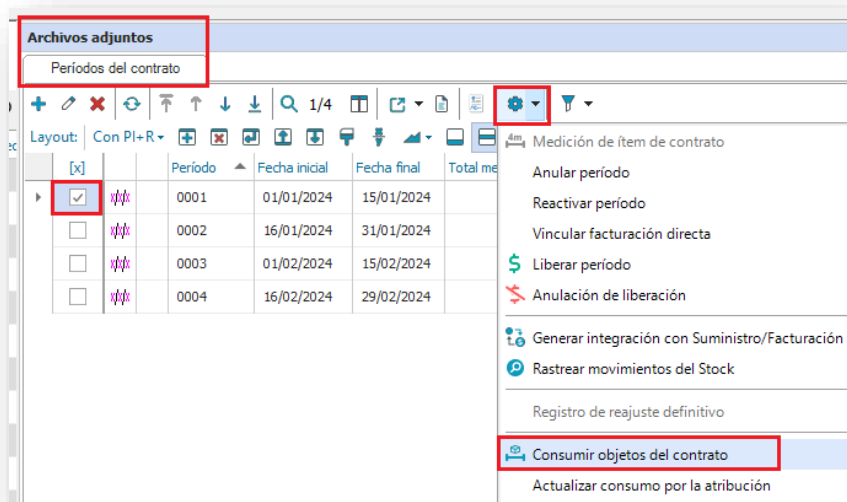 Archivos adjuntos
Períodos del contrato
1/4
Layout: Con PI+R
[x] Período Fecha inicial Fecha final Total me
0001 01/01/2024 15/01/2024
0002 16/01/2024 31/01/2024
0003 01/02/2024 15/02/2024
0004 16/02/2024 29/02/2024
Medición de ítem de contrato
Anular período
Reactivar período
Vincular facturación directa
Liberar período
Anulación de liberación
Generar integración con Suministro/Facturación
Rastrear movimientos del Stock
Registro de reajuste definitivo
Consumir objetos del contrato
Actualizar consumo por la atribución